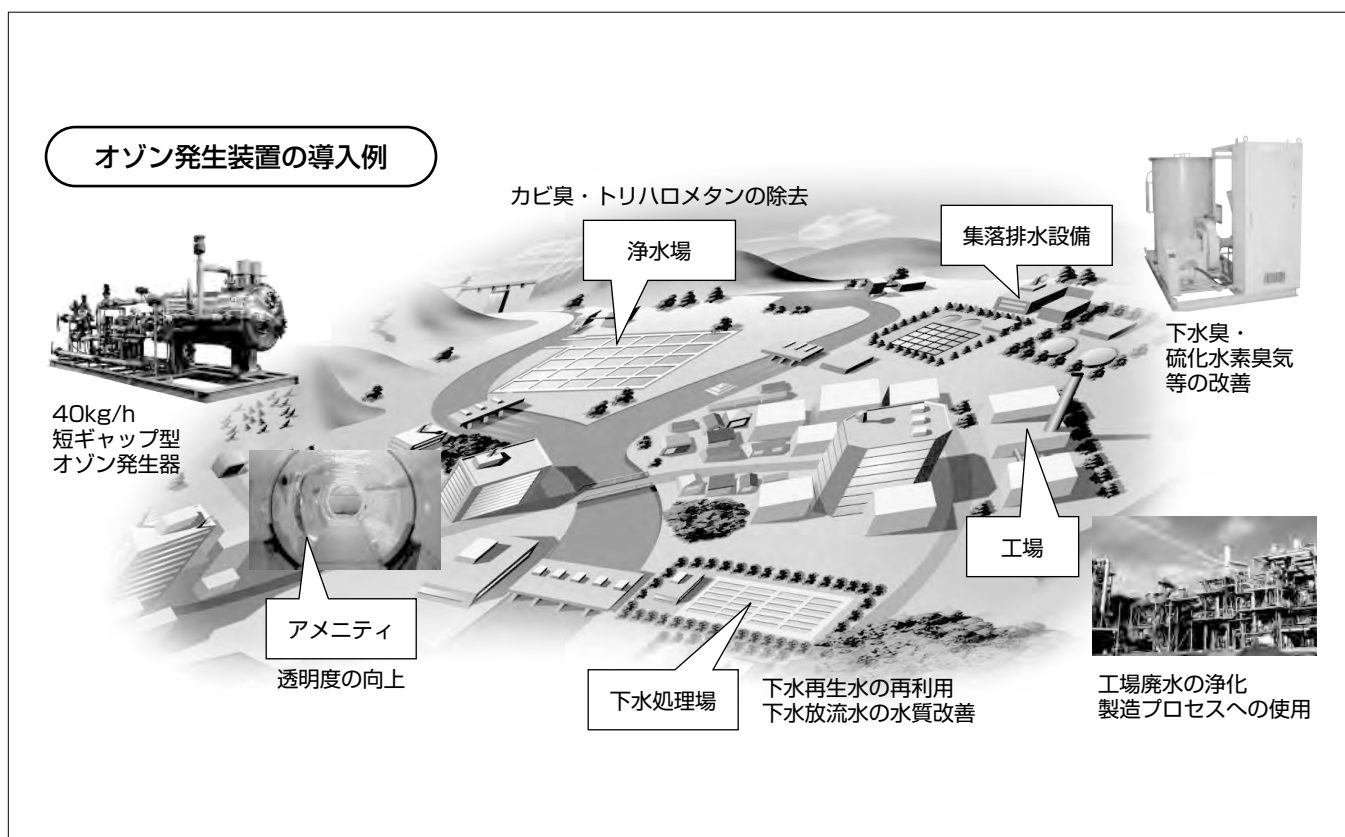 オゾン発生装置の導入例
カビ臭・トリハロメタンの除去
浄水場
集落排水設備
下水臭・
硫化水素臭気
等の改善
40kg/h
短ギャップ型
オゾン発生器
工場
アメニティ
透明度の向上
下水処理場
下水再生水の再利用
下水放流水の水質改善
工場廃水の浄化
製造プロセスへの使用